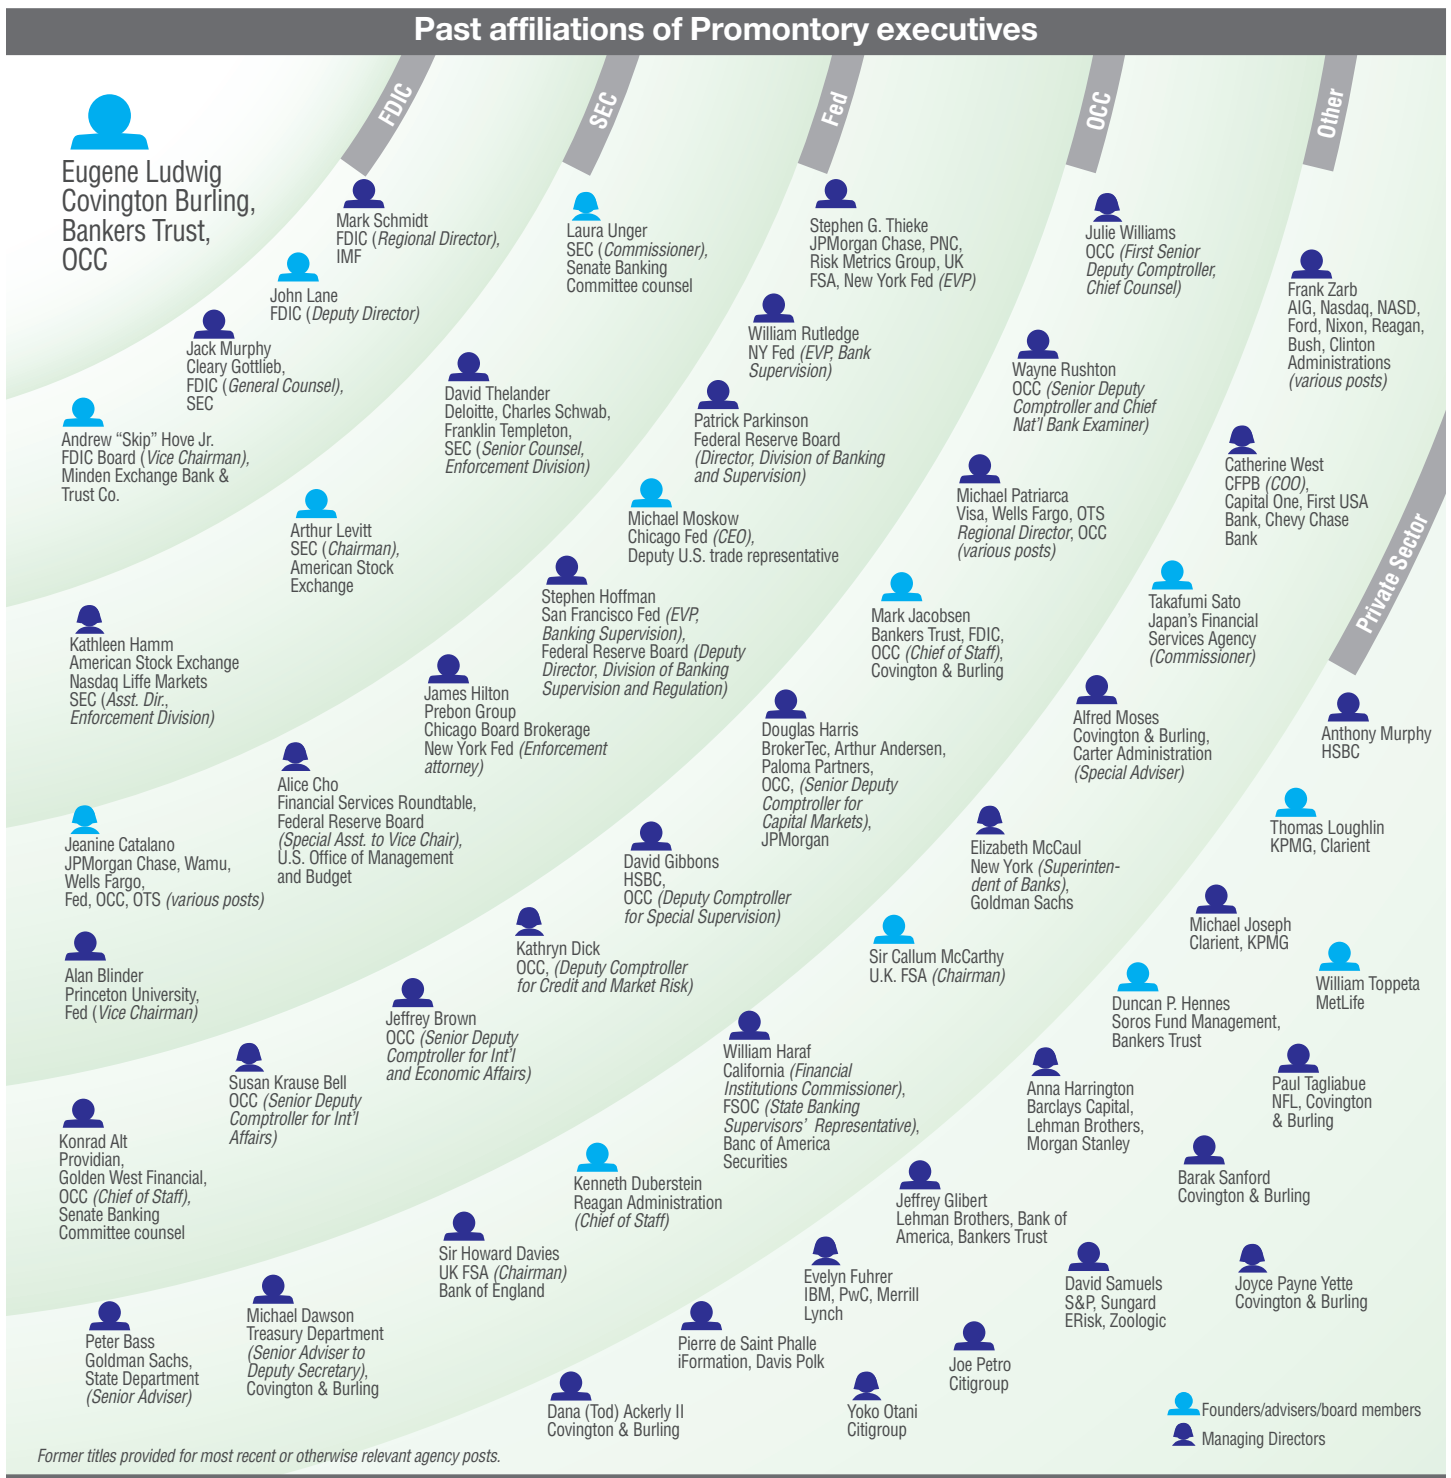 Past affiliations of Promontory executives
FDIC
SEC
Fed
OCC
Other
Private Sector
Eugene Ludwig
Covington Burling,
Bankers Trust,
OCC
Mark Schmidt
FDIC (Regional Director),
IMF
John Lane
FDIC (Deputy Director)
Jack Murphy
Cleary Gottlieb,
FDIC (General Counsel),
SEC
Andrew “Skip” Hove Jr.
FDIC Board (Vice Chairman),
Minden Exchange Bank &
Trust Co.
Laura Unger
SEC (Commissioner),
Senate Banking
Committee counsel
David Thelander
Deloitte, Charles Schwab,
Franklin Templeton,
SEC (Senior Counsel,
Enforcement Division)
Arthur Levitt
SEC (Chairman),
American Stock
Exchange
Kathleen Hamm
American Stock Exchange
Nasdaq Liffe Markets
SEC (Asst. Dir.,
Enforcement Division)
Stephen G. Thieke
JPMorgan Chase, PNC,
Risk Metrics Group, UK
FSA, New York Fed (EVP)
William Rutledge
NY Fed (EVP, Bank
Supervision)
Patrick Parkinson
Federal Reserve Board
(Director, Division of Banking
and Supervision)
Michael Moskow
Chicago Fed (CEO),
Deputy U.S. trade representative
Stephen Hoffman
San Francisco Fed (EVP,
Banking Supervision),
Federal Reserve Board (Deputy
Director, Division of Banking
Supervision and Regulation)
James Hilton
Prebon Group
Chicago Board Brokerage
New York Fed (Enforcement
attorney)
Alice Cho
Financial Services Roundtable,
Federal Reserve Board
(Special Asst. to Vice Chair),
U.S. Office of Management
and Budget
Jeanine Catalano
JPMorgan Chase, Wamu,
Wells Fargo,
Fed, OCC, OTS (various posts)
Alan Blinder
Princeton University,
Fed (Vice Chairman)
Julie Williams
OCC (First Senior
Deputy Comptroller,
Chief Counsel)
Wayne Rushton
OCC (Senior Deputy
Comptroller and Chief
Nat’l Bank Examiner)
Michael Patriarca
Visa, Wells Fargo, OTS
Regional Director, OCC
(various posts)
Mark Jacobsen
Bankers Trust, FDIC,
OCC (Chief of Staff),
Covington & Burling
Douglas Harris
BrokerTec, Arthur Andersen,
Paloma Partners,
OCC, (Senior Deputy
Comptroller for
Capital Markets),
JPMorgan
David Gibbons
HSBC,
OCC (Deputy Comptroller
for Special Supervision)
Kathryn Dick
OCC, (Deputy Comptroller
for Credit and Market Risk)
Jeffrey Brown
OCC (Senior Deputy
Comptroller for Int’l
and Economic Affairs)
Susan Krause Bell
OCC (Senior Deputy
Comptroller for Int’l
Affairs)
Konrad Alt
Providian,
Golden West Financial,
OCC (Chief of Staff),
Senate Banking
Committee counsel
Frank Zarb
AIG, Nasdaq, NASD,
Ford, Nixon, Reagan,
Bush, Clinton
Administrations
(various posts)
Catherine West
CFPB (COO),
Capital One, First USA
Bank, Chevy Chase
Bank
Takafumi Sato
Japan’s Financial
Services Agency
(Commissioner)
Alfred Moses
Covington & Burling,
Carter Administration
(Special Adviser)
Elizabeth McCaul
New York (Superinten-
dent of Banks),
Goldman Sachs
Sir Callum McCarthy
U.K. FSA (Chairman)
William Haraf
California (Financial
Institutions Commissioner),
FSOC (State Banking
Supervisors’ Representative),
Banc of America
Securities
Kenneth Duberstein
Reagan Administration
(Chief of Staff)
Sir Howard Davies
UK FSA (Chairman)
Bank of England
Michael Dawson
Treasury Department
(Senior Adviser to
Deputy Secretary),
Covington & Burling
Peter Bass
Goldman Sachs,
State Department
(Senior Adviser)
Anthony Murphy
HSBC
Thomas Loughlin
KPMG, Clarient
Michael Joseph
Clarient, KPMG
William Toppeta
MetLife
Duncan P. Hennes
Soros Fund Management,
Bankers Trust
Paul Tagliabue
NFL, Covington
& Burling
Anna Harrington
Barclays Capital,
Lehman Brothers,
Morgan Stanley
Barak Sanford
Covington & Burling
Jeffrey Glibert
Lehman Brothers, Bank of
America, Bankers Trust
Evelyn Fuhrer
IBM, PwC, Merrill
Lynch
David Samuels
S&P, Sungard
ERisk, Zoologic
Joyce Payne Yette
Covington & Burling
Pierre de Saint Phalle
iFormation, Davis Polk
Joe Petro
Citigroup
Dana (Tod) Ackerly II
Covington & Burling
Yoko Otani
Citigroup
Founders/advisers/board members
Managing Directors
Former titles provided for most recent or otherwise relevant agency posts.